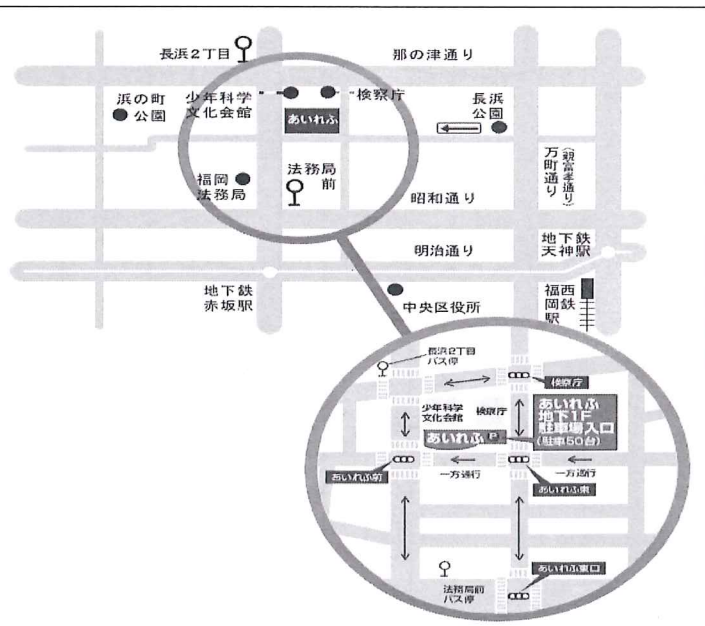 長浜2丁目
那の津通り
浜の町
公園
少年科学
文化会館
検察庁
あいれふ
長浜
公園
万町通り
(親富孝通り)
福岡
法務局
法務局
前
昭和通り
明治通り
地下鉄
天神駅
地下鉄
赤坂駅
中央区役所
西鉄
福岡駅
長浜2丁目
バス停
検察庁
少年科学
文化会館
検察庁
あいれふ
地下1F
駐車場入口
(駐車50台)
あいれふ P
あいれふ前
一方通行
一方通行
あいれふ東
法務局前
バス停
あいれふ東口